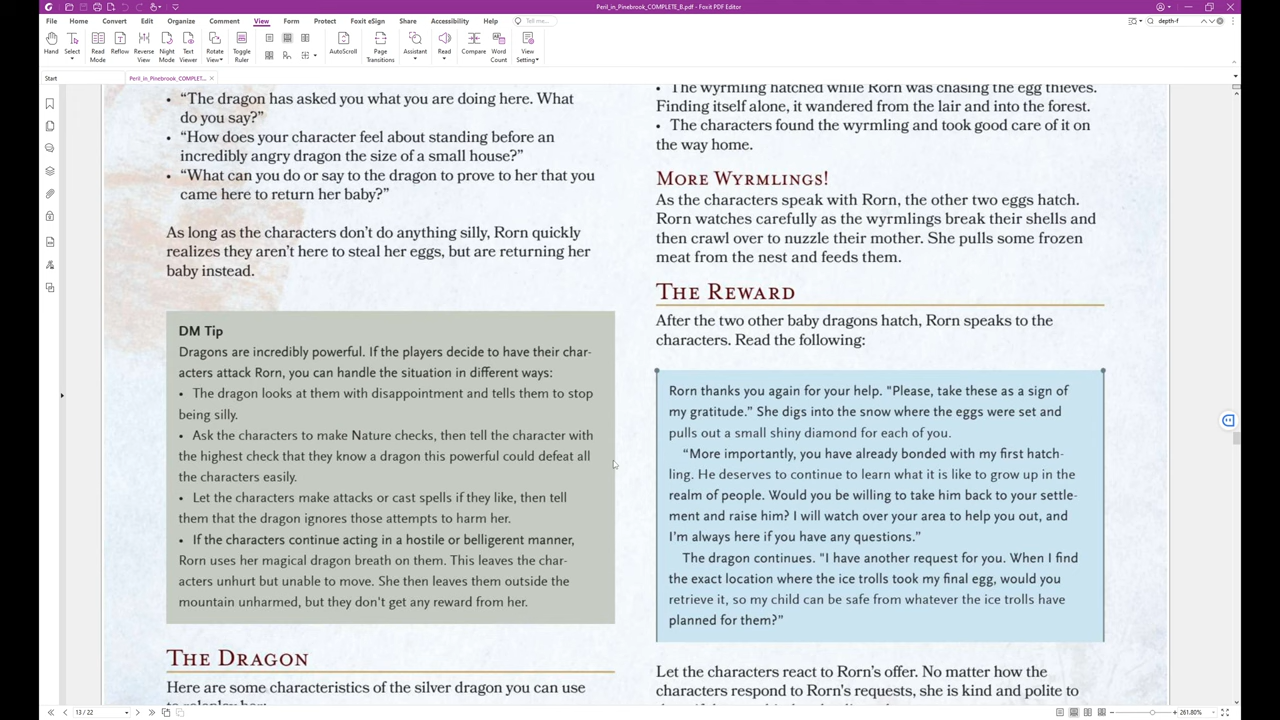 Peril_in_Pinebrook_COMPLETE_B.pdf - Foxit PDF Editor
File Home Convert Edit Organize Comment View Form Protect Foxit eSign Share Accessibility Help Tell me... depth-f
Hand Select Read Mode Reflow Reverse View Night Mode Text Viewer Rotate View Toggle Ruler AutoScroll Page Transitions Assistant Read Compare Word Count View Setting
Start Peril_in_Pinebrook_COMPLET...
• “The dragon has asked you what you are doing here. What
do you say?”
• “How does your character feel about standing before an
incredibly angry dragon the size of a small house?”
• “What can you do or say to the dragon to prove to her that you
came here to return her baby?”
As long as the characters don’t do anything silly, Rorn quickly
realizes they aren’t here to steal her eggs, but are returning her
baby instead.
DM Tip
Dragons are incredibly powerful. If the players decide to have their char-
acters attack Rorn, you can handle the situation in different ways:
• The dragon looks at them with disappointment and tells them to stop
being silly.
• Ask the characters to make Nature checks, then tell the character with
the highest check that they know a dragon this powerful could defeat all
the characters easily.
• Let the characters make attacks or cast spells if they like, then tell
them that the dragon ignores those attempts to harm her.
• If the characters continue acting in a hostile or belligerent manner,
Rorn uses her magical dragon breath on them. This leaves the char-
acters unhurt but unable to move. She then leaves them outside the
mountain unharmed, but they don't get any reward from her.
The Dragon
Here are some characteristics of the silver dragon you can use
to roleplay her:
• The wyrmling hatched while Rorn was chasing the egg thieves.
Finding itself alone, it wandered from the lair and into the forest.
• The characters found the wyrmling and took good care of it on
the way home.
More Wyrmlings!
As the characters speak with Rorn, the other two eggs hatch.
Rorn watches carefully as the wyrmlings break their shells and
then crawl over to nuzzle their mother. She pulls some frozen
meat from the nest and feeds them.
The Reward
After the two other baby dragons hatch, Rorn speaks to the
characters. Read the following:
Rorn thanks you again for your help. "Please, take these as a sign of
my gratitude.” She digs into the snow where the eggs were set and
pulls out a small shiny diamond for each of you.
“More importantly, you have already bonded with my first hatch-
ling. He deserves to continue to learn what it is like to grow up in the
realm of people. Would you be willing to take him back to your settle-
ment and raise him? I will watch over your area to help you out, and
I’m always here if you have any questions.”
The dragon continues. "I have another request for you. When I find
the exact location where the ice trolls took my final egg, would you
retrieve it, so my child can be safe from whatever the ice trolls have
planned for them?”
Let the characters react to Rorn’s offer. No matter how the
characters respond to Rorn’s requests, she is kind and polite to
13 / 22 261.80%